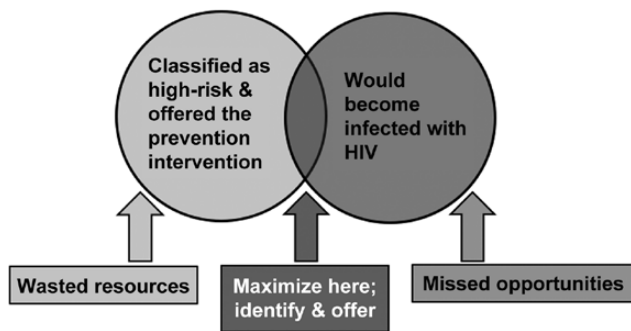 Classified as
high-risk &
offered the
prevention
intervention
Would
become
infected with
HIV
Wasted resources
Maximize here;
identify & offer
Missed opportunities